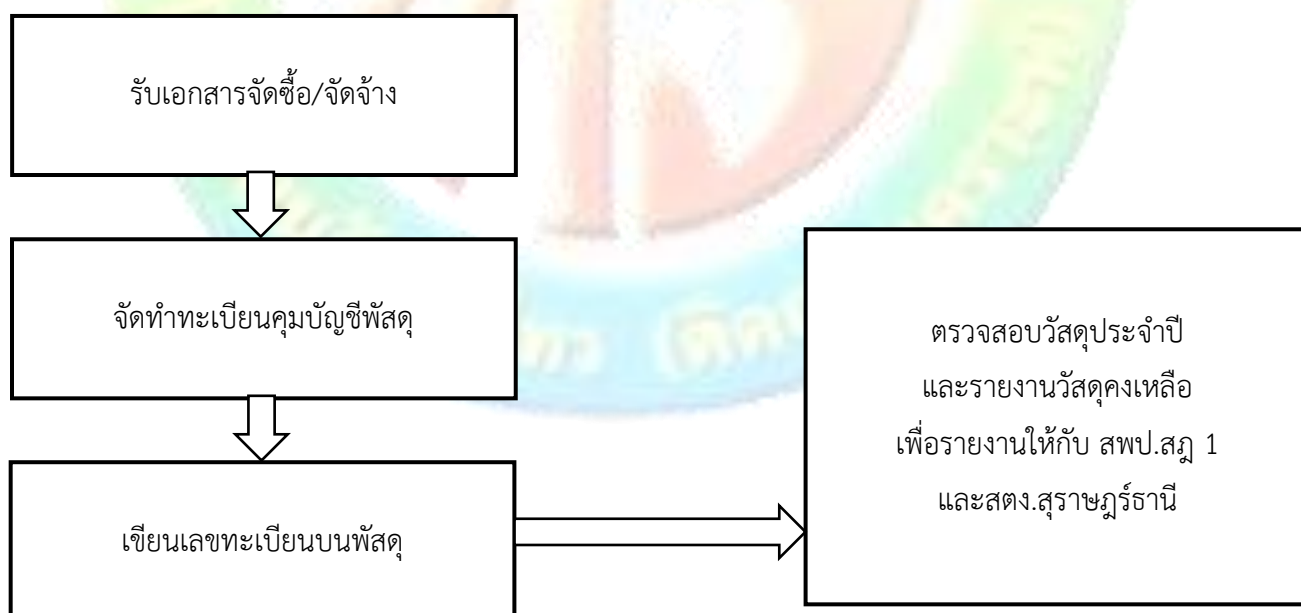 รับเอกสารจัดซื้อ/จัดจ้าง
จัดทำทะเบียนคุมบัญชีพัสดุ
เขียนเลขทะเบียนบนพัสดุ
ตรวจสอบวัสดุประจำปี
และรายงานวัสดุคงเหลือ
เพื่อรายงานให้กับ สพป.สฎ 1
และสตง.สุราษฎร์ธานี